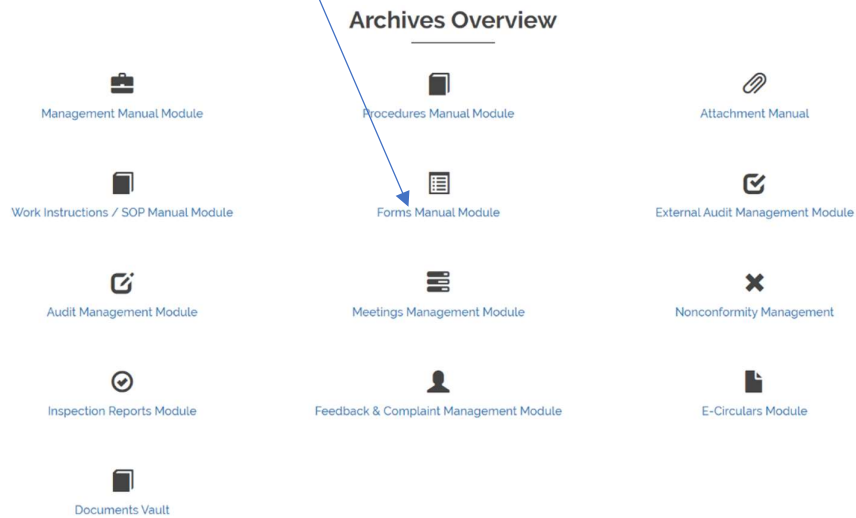 Archives Overview
Management Manual Module
Procedures Manual Module
Attachment Manual
Work Instructions / SOP Manual Module
Forms Manual Module
External Audit Management Module
Audit Management Module
Meetings Management Module
Nonconformity Management
Inspection Reports Module
Feedback & Complaint Management Module
E-Circulars Module
Documents Vault